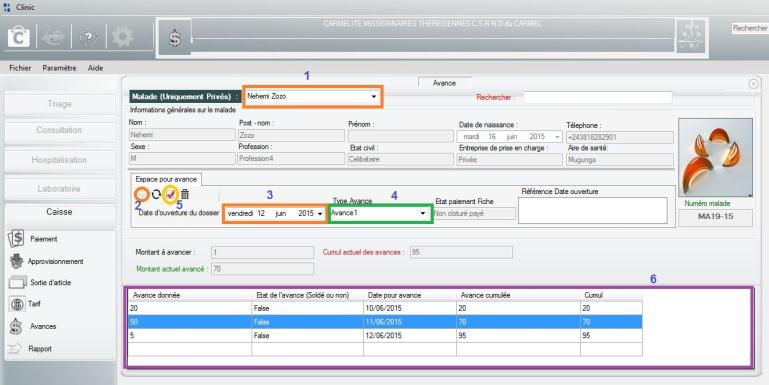 Clinic
CARMELITE MISSIONNAIRES THERESIENNES C.S.R N.D du CARMEL
Rechercher
Fichier Paramètre Aide
1
Avance
Malade (Uniquement Privés) : Nehemi Zozo
Rechercher :
Informations générales sur le malade
Nom : Post - nom : Prénom : Date de naissance : Téléphone :
Nehemi Zozo mardi 16 juin 2015 +243818282901
Sexe : Profession : Etat civil : Entreprise de prise en charge : Aire de santé:
M Profession4 Celibataire Privée Mugunga
Triage
Consultation
Hospitalisation
Laboratoire
Caisse
Paiement
Approvisionnement
Sortie d'article
Tarif
Avances
Rapport
Espace pour avance
2 5 3 4
Type Avance Etat paiement Fiche Référence Date ouverture
Date d'ouverture du dossier vendredi 12 juin 2015 Avance1 Non cloturé payé
Numéro malade
MA19-15
Montant à avancer : 1 Cumul actuel des avances : 95
Montant actuel avancé : 70
6
Avance donnée Etat de l'avance (Soldé ou non) Date pour avance Avance cumulée Cumul
20 False 10/06/2015 20 20
50 False 11/06/2015 70 70
5 False 12/06/2015 95 95